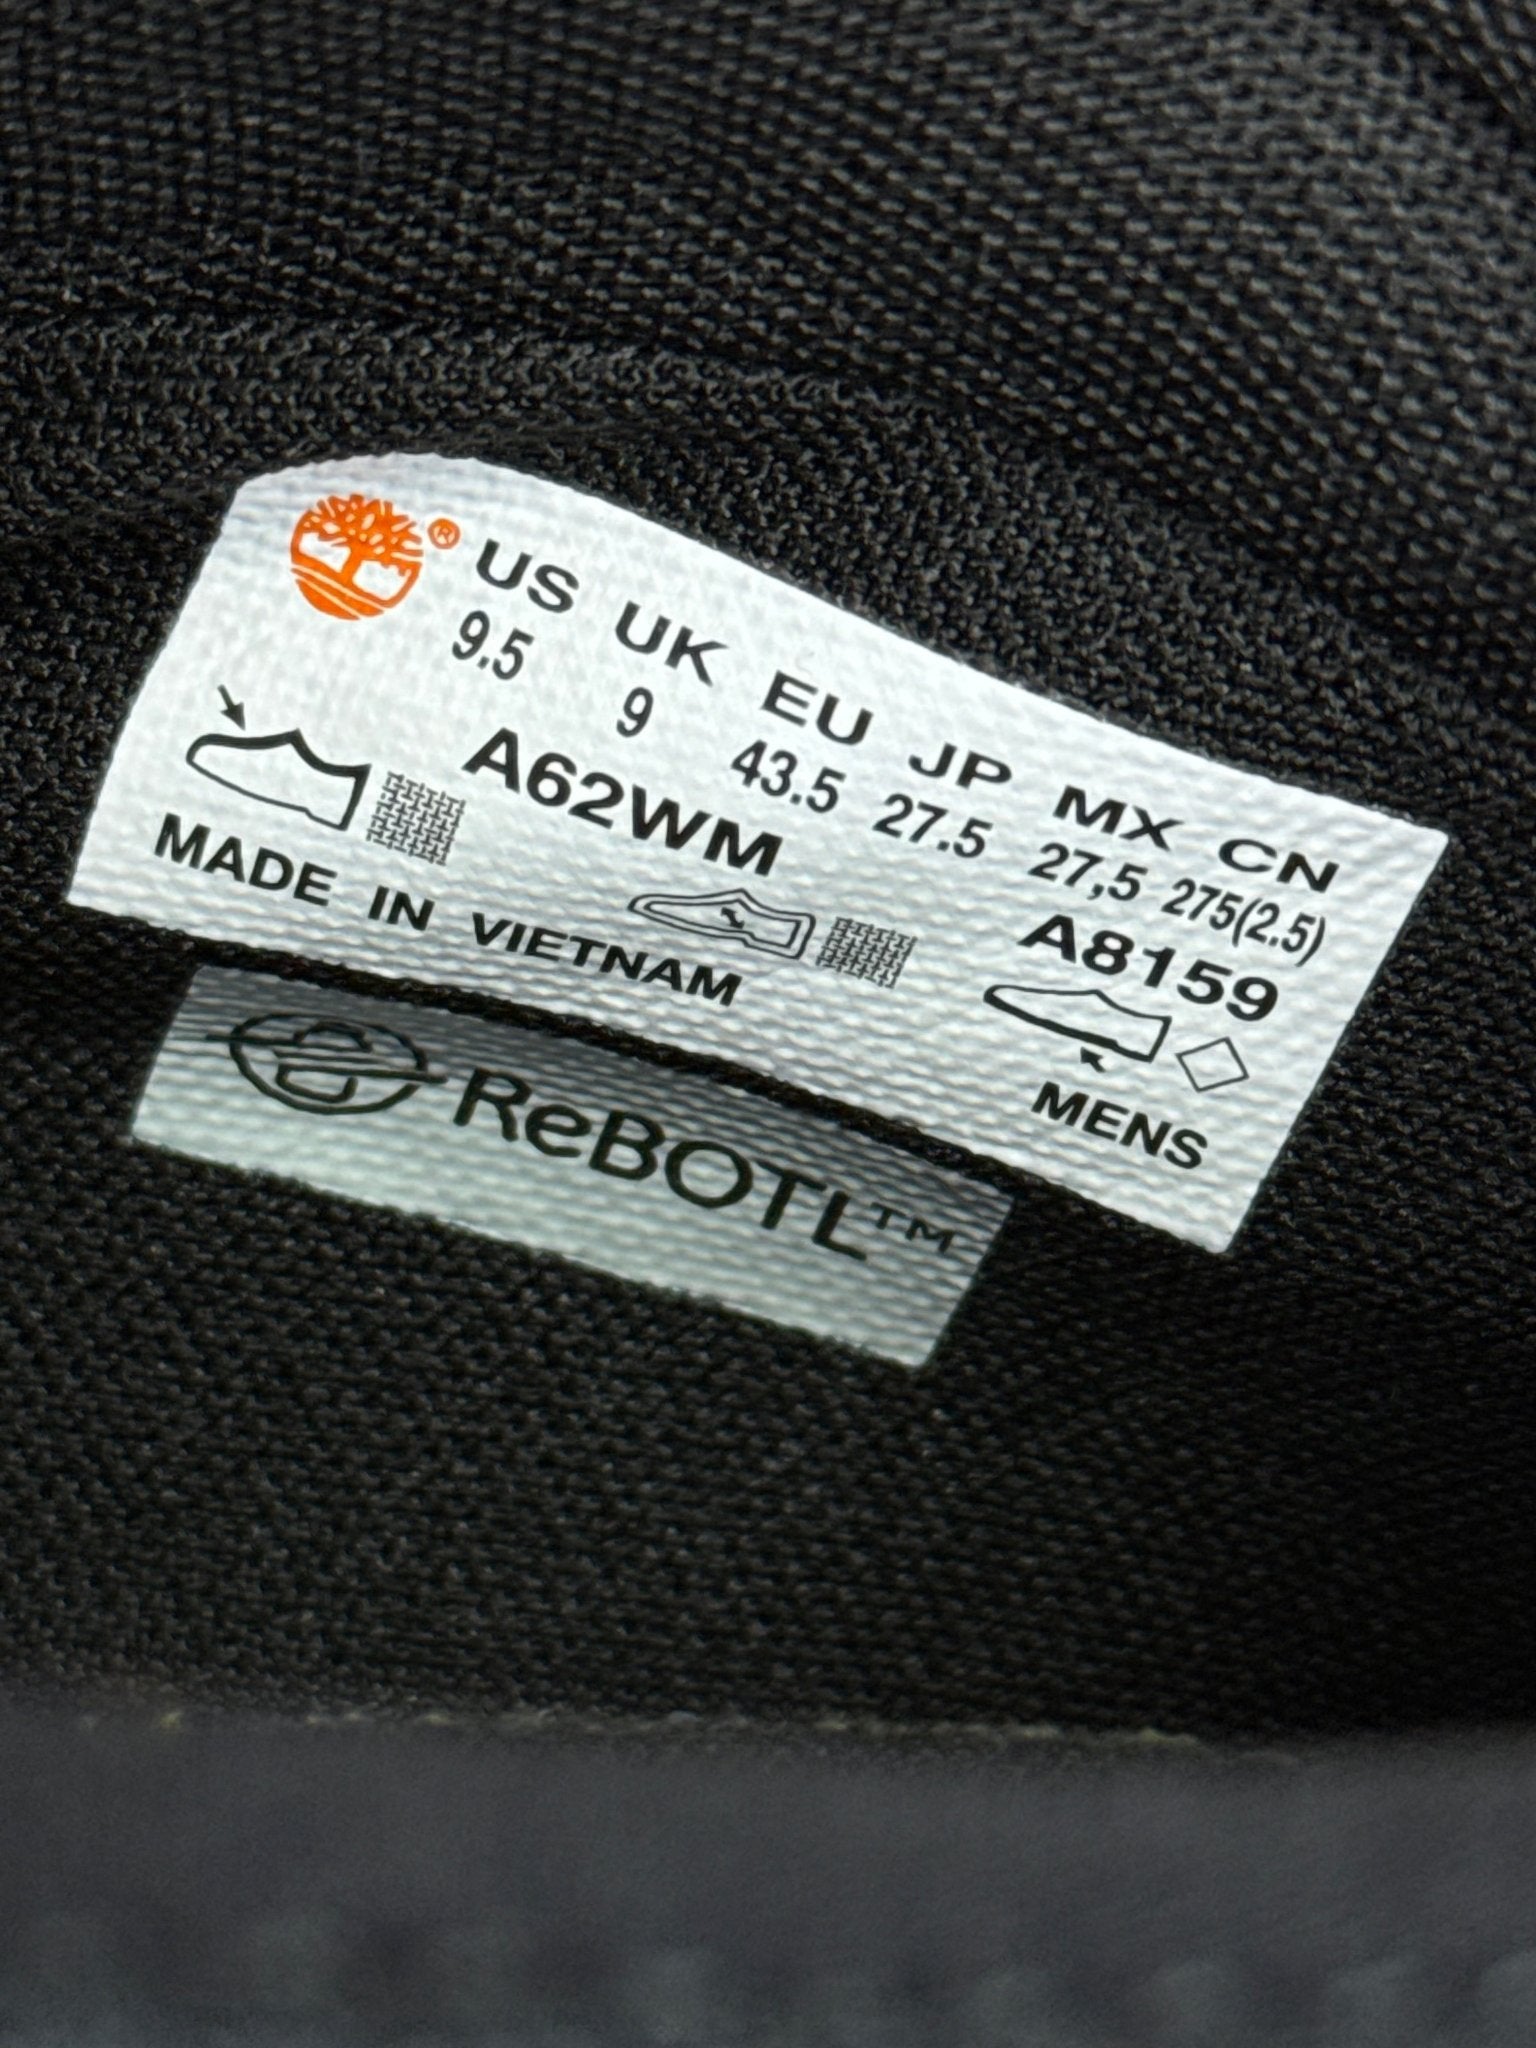 ® US UK EU JP MX CN
9.5 9 43.5 27.5 27,5 275(2.5)
A62WM A8159
MADE IN VIETNAM MENS
ReBOTL™